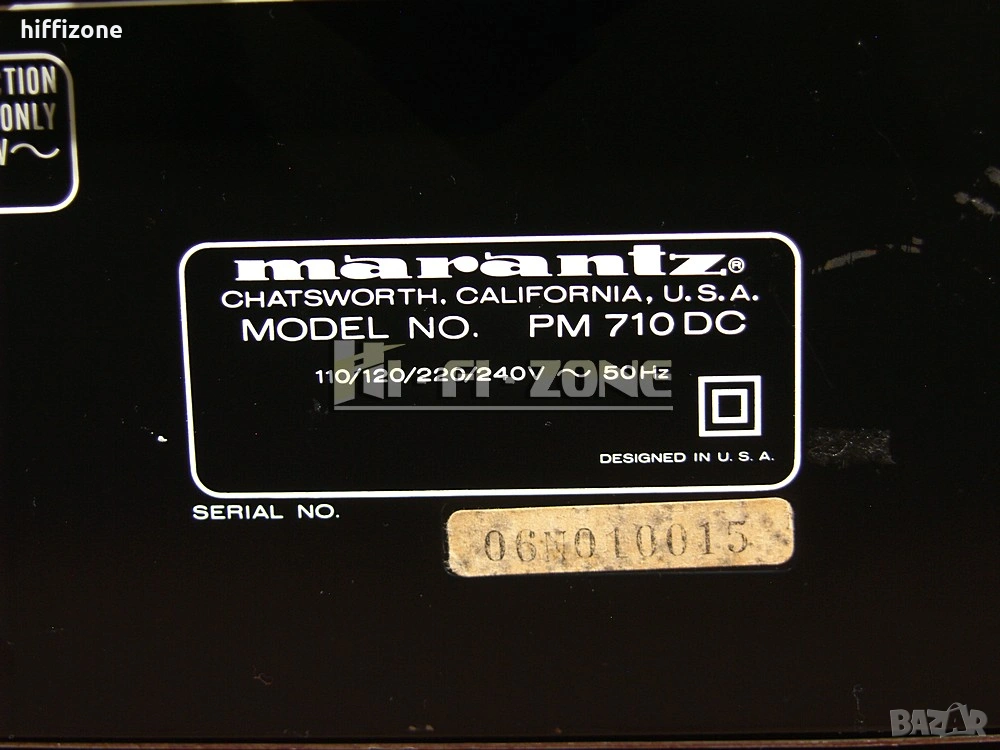 hiffizone
TION
ONLY
V~
marantz®
CHATSWORTH, CALIFORNIA, U.S.A.
MODEL NO. PM 710 DC
110/120/220/240V ~ 50Hz
HI-FI-ZONE
DESIGNED IN U.S.A.
SERIAL NO.
06N010015
BAZAR